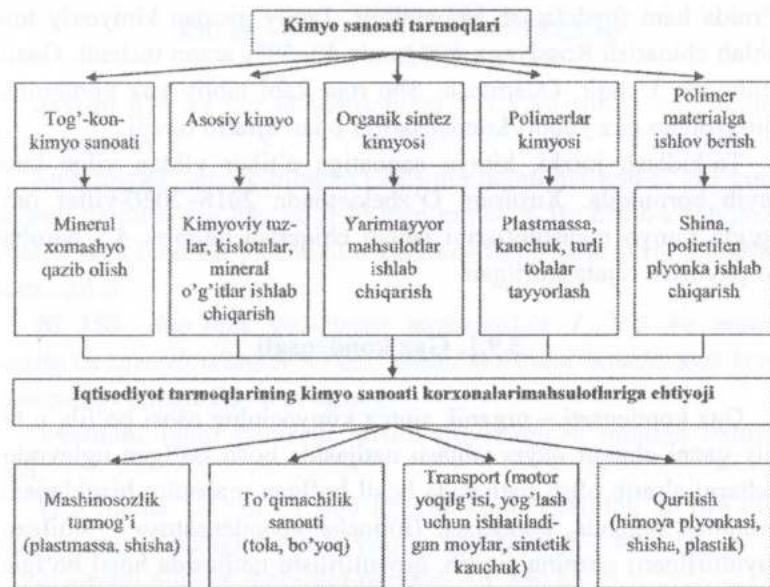 Kimyo sanoati tarmoqlari
Tog'-kon-
kimyo sanoati
Asosiy kimyo
Organik sintez
kimyosi
Polimerlar
kimyosi
Polimer
materialga
ishlov berish
Mineral
xomashyo
qazib olish
Kimyoviy tuz-
lar, kislotalar,
mineral
o'g'itlar ishlab
chiqarish
Yarimtayyor
mahsulotlar
ishlab
chiqarish
Plastmassa,
kauchuk, turli
tolalar
tayyorlash
Shina,
polietilen
plyonka ishlab
chiqarish
Iqtisodiyot tarmoqlarining kimyo sanoati korxonalarimahsulotlariga ehtiyoji
Mashinasozlik
tarmog'i
(plastmassa, shisha)
To'qimachilik
sanoati
(tola, bo'yoq)
Transport (motor
yoqilg'isi, yog'lash
uchun ishlatiladi-
gan moylar, sintetik
kauchuk)
Qurilish
(himoya plyonkasi,
shisha, plastik)